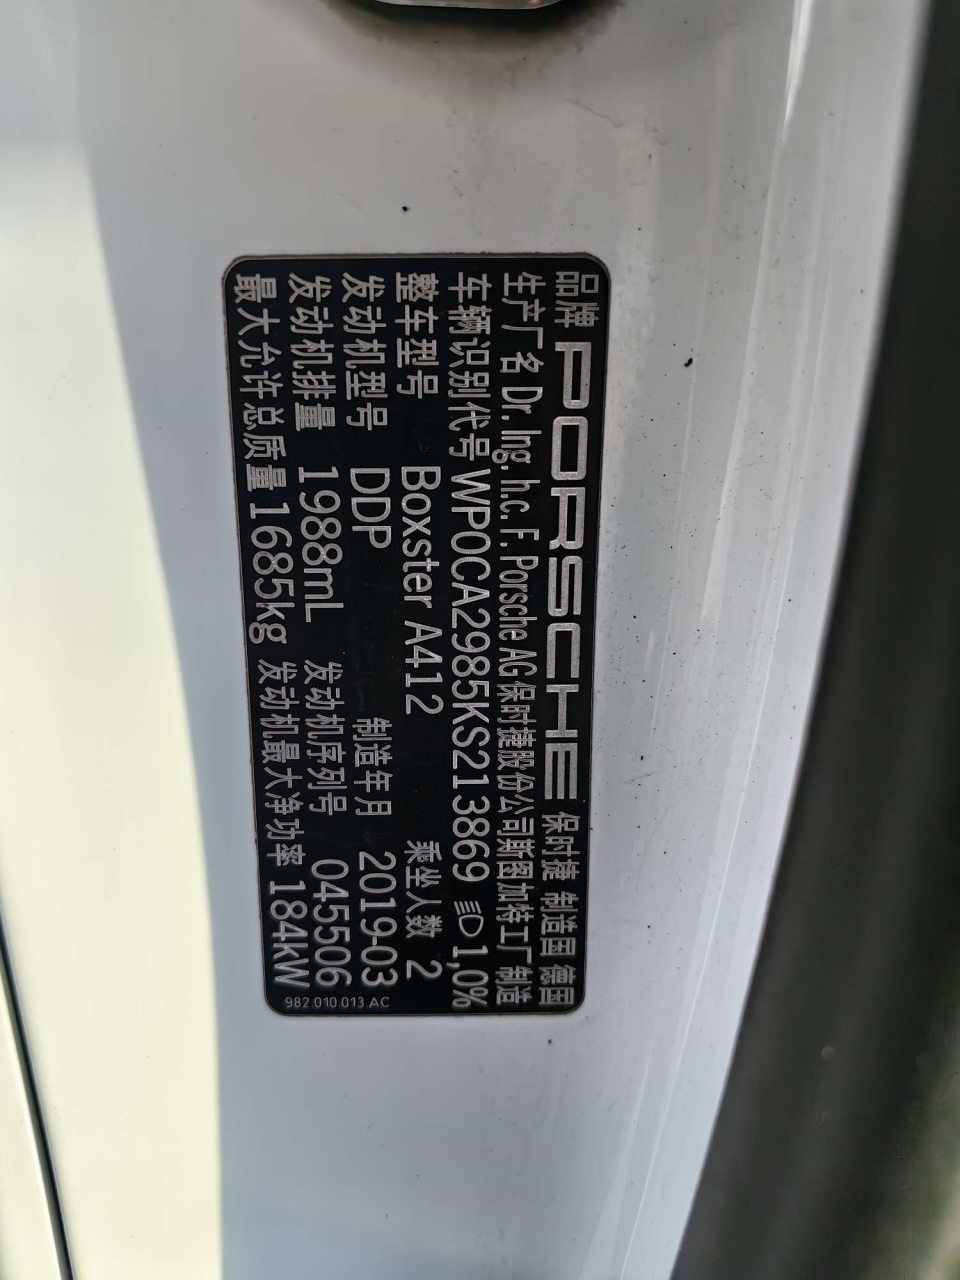 品牌 PORSCHE 保时捷 制造国 德国
生产厂名 Dr. Ing. h.c. F. Porsche AG 保时捷股份公司斯图加特工厂制造
车辆识别代号 WP0CA2985KS213869 1,0%
整车型号 Boxster A412 乘坐人数 2
发动机型号 DDP 制造年月 2019-03
发动机排量 1988mL 发动机序列号 045506
最大允许总质量 1685kg 发动机最大净功率 184kW
982.010.013.AC